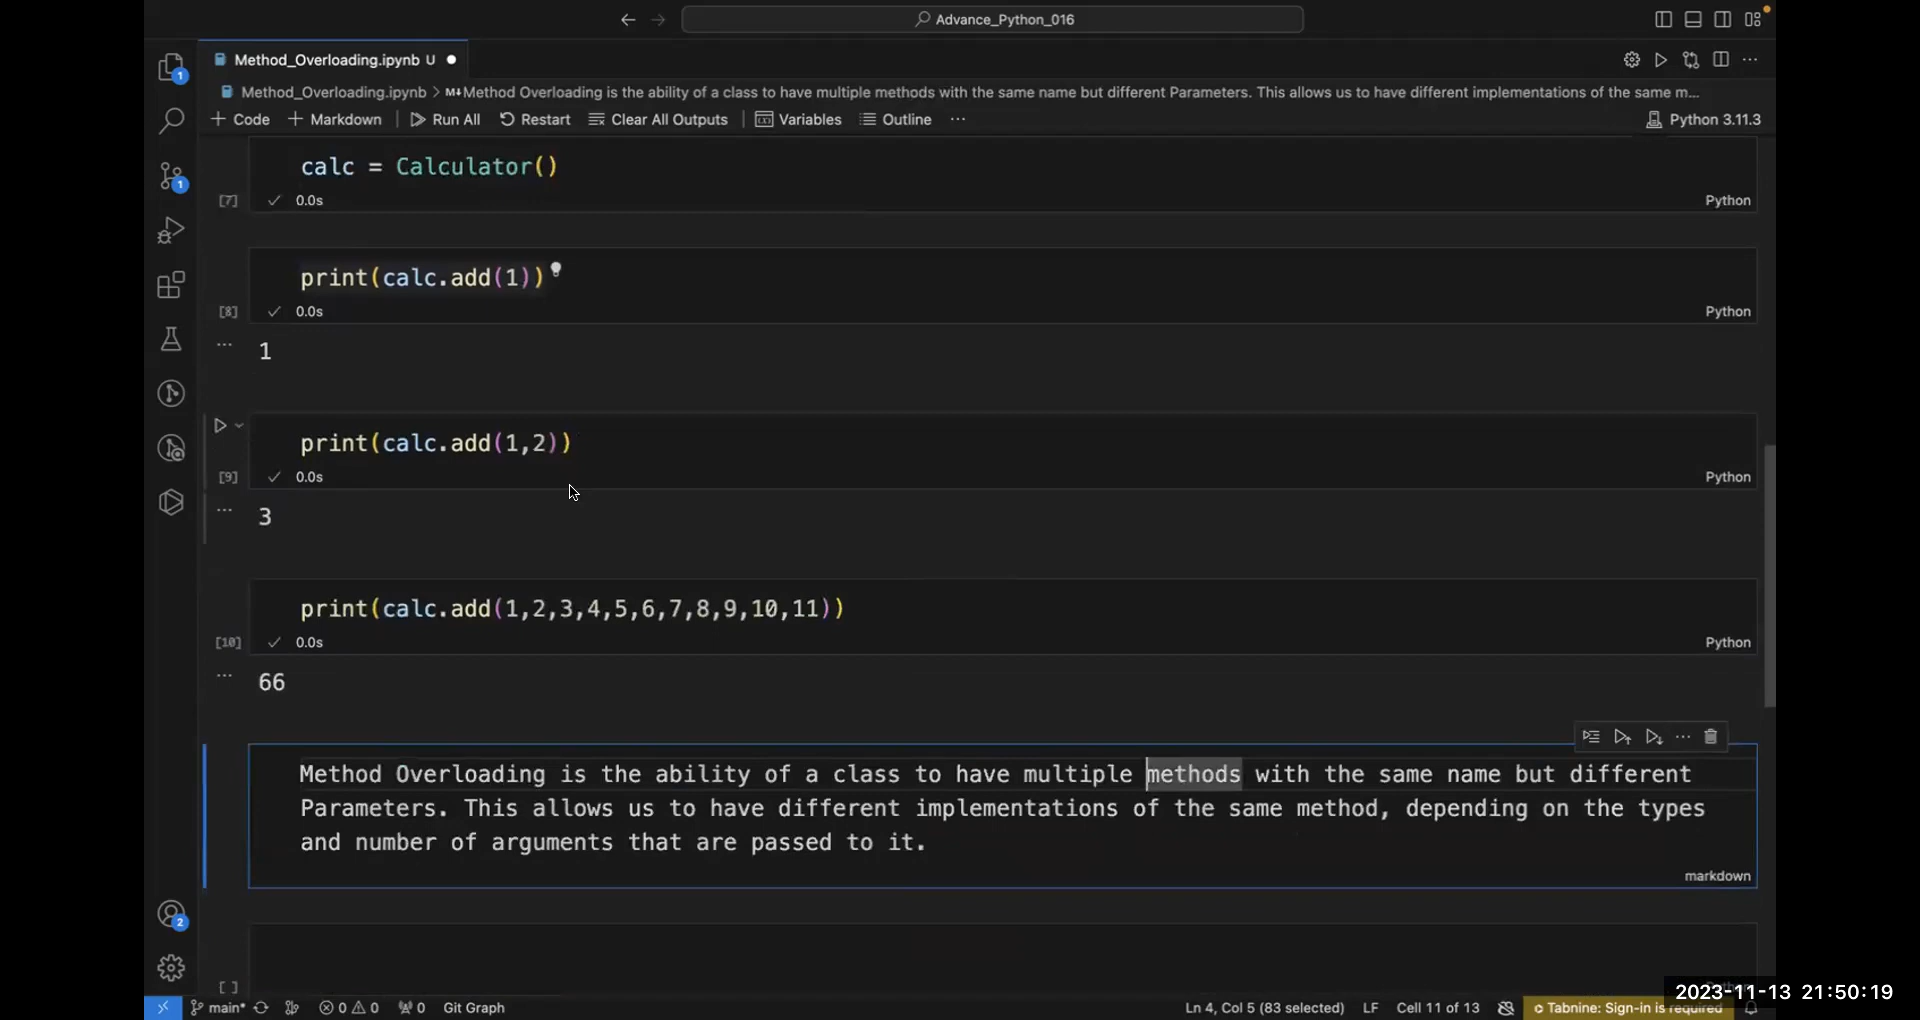 Advance_Python_016
Method_Overloading.ipynb U
Method_Overloading.ipynb > M↓Method Overloading is the ability of a class to have multiple methods with the same name but different Parameters. This allows us to have different implementations of the same m...
+ Code + Markdown | Run All Restart Clear All Outputs | Variables Outline ... Python 3.11.3
1
calc = Calculator()
[7] ✓ 0.0s Python
1
print(calc.add(1))
[8] ✓ 0.0s Python
1
print(calc.add(1,2))
[9] ✓ 0.0s Python
3
print(calc.add(1,2,3,4,5,6,7,8,9,10,11))
[10] ✓ 0.0s Python
66
Method Overloading is the ability of a class to have multiple methods with the same name but different
Parameters. This allows us to have different implementations of the same method, depending on the types
and number of arguments that are passed to it.
markdown
2
[ ]
2023-11-13 21:50:19
main* 0 0 0 Git Graph Ln 4, Col 5 (83 selected) LF Cell 11 of 13 Tabnine: Sign-in is required